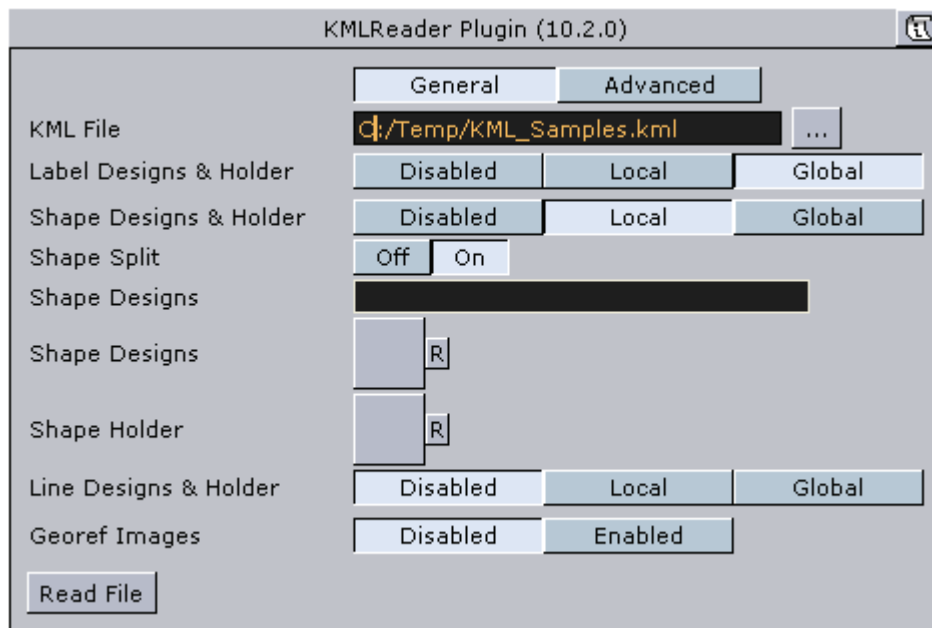 KMLReader Plugin (10.2.0)
General Advanced
KML File C:/Temp/KML_Samples.kml ...
Label Designs & Holder Disabled Local Global
Shape Designs & Holder Disabled Local Global
Shape Split Off On
Shape Designs
Shape Designs R
Shape Holder R
Line Designs & Holder Disabled Local Global
Georef Images Disabled Enabled
Read File